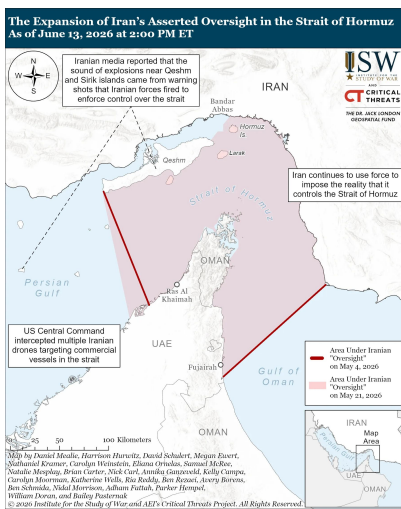 The Expansion of Iran's Asserted Oversight in the Strait of Hormuz
As of June 13, 2026 at 2:00 PM ET
N
W
E
S
Iranian media reported that the
sound of explosions near Qeshm
and Sirik islands came from warning
shots that Iranian forces fired to
enforce control over the strait
ISW
INSTITUTE FOR THE
STUDY OF WAR
AND
CT CRITICAL
THREATS
THE DR. JACK LONDON
GEOSPATIAL FUND
IRAN
Bandar
Abbas
Hormuz
Is.
Larak
Qeshm
Iran continues to use force to
impose the reality that it
controls the Strait of Hormuz
Strait of Hormuz
Persian
Gulf
OMAN
Ras Al
Khaimah
US Central Command
intercepted multiple Iranian
drones targeting commercial
vessels in the strait
UAE
Fujairah
Gulf of
Oman
Area Under Iranian
"Oversight"
on May 4, 2026
Area Under Iranian
"Oversight"
on May 21, 2026
OMAN
IRAN
Map
Area
Persian Gulf
UAE
OMAN
25 50 100 Kilometers
Map by Daniel Mealie, Harrison Hurwitz, David Schulert, Megan Ewert,
Nathaniel Kramer, Carolyn Weinstein, Eliana Ornelas, Samuel McRee,
Natalie Mesplay, Brian Carter, Nick Carl, Annika Ganzeveld, Kelly Campa,
Carolyn Moorman, Katherine Wells, Ria Reddy, Ben Rezaei, Avery Borens,
Ben Schmida, Nidal Morrison, Adham Fattah, Parker Hempel,
William Doran, and Bailey Pasternak
© 2026 Institute for the Study of War and AEI's Critical Threats Project. All Rights Reserved.